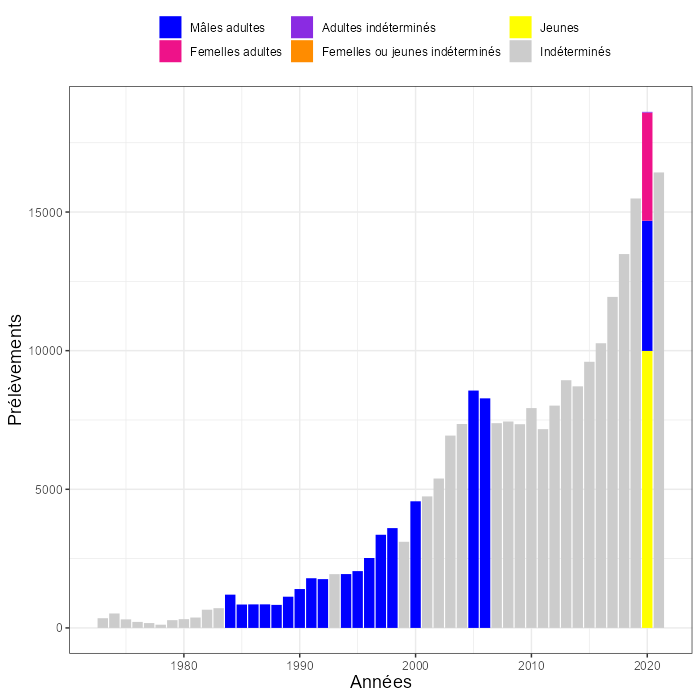 Mâles adultes Adultes indéterminés Jeunes
Femelles adultes Femelles ou jeunes indéterminés Indéterminés
15000
10000
5000
0
Prélèvements
1980 1990 2000 2010 2020
Années